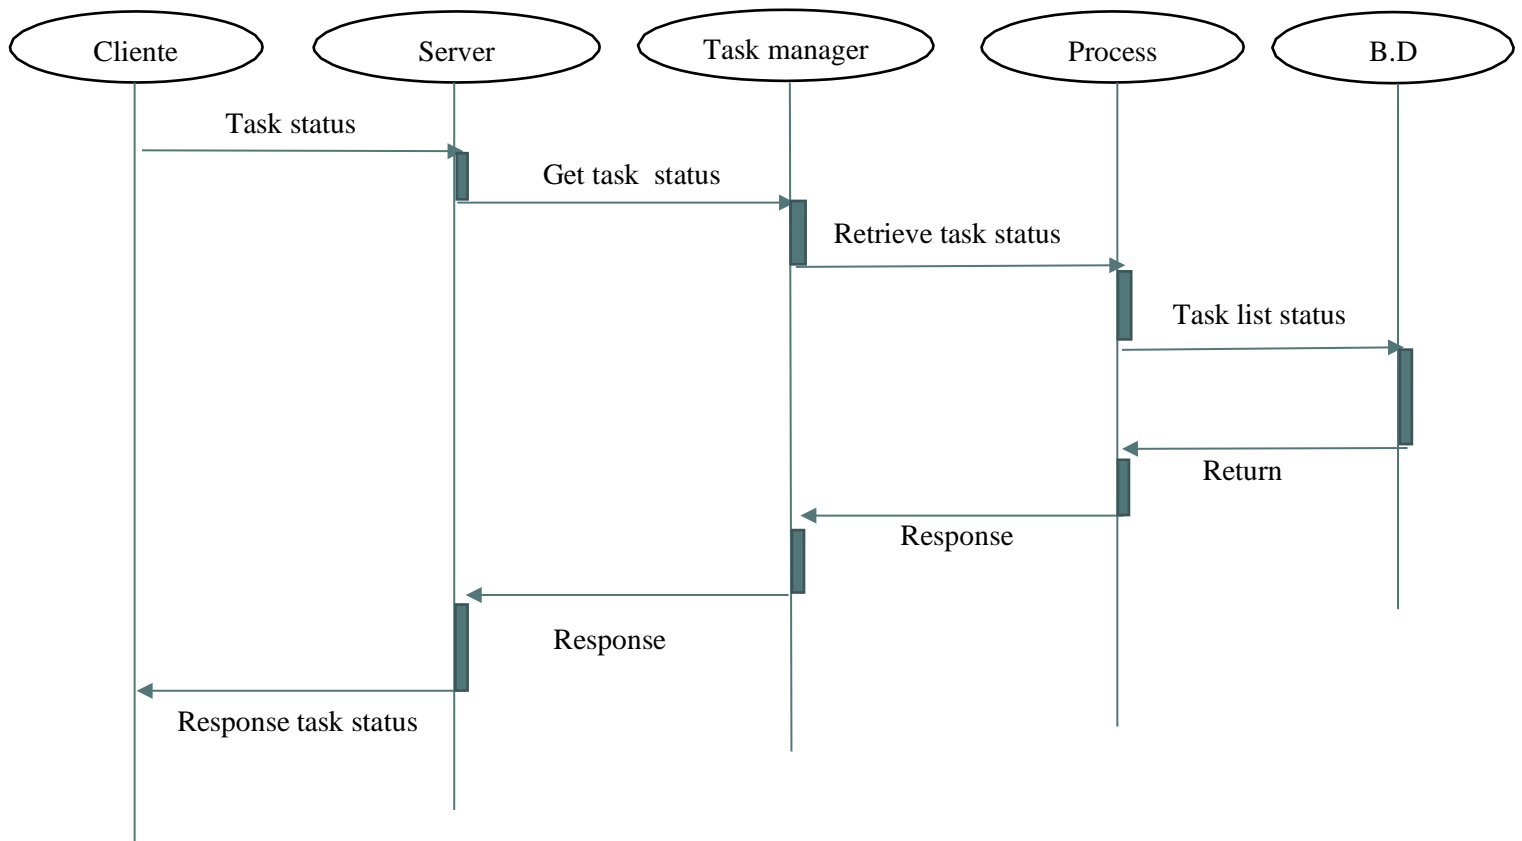 Cliente
Server
Task manager
Process
B.D
Task status
Get task  status
Retrieve task status
Task list status
Return
Response
Response
Response task status